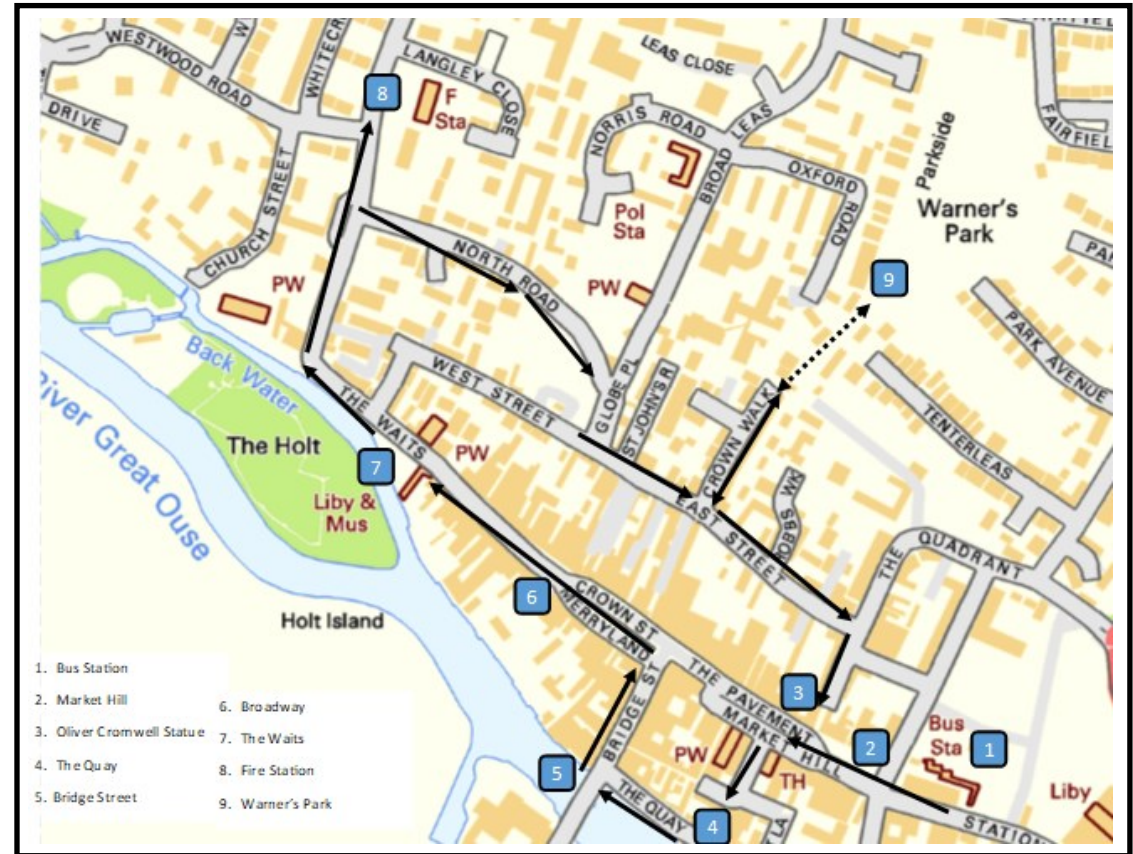 WESTWOOD ROAD
W
WHITECR
LANGLEY CLOSE
LEAS CLOSE
FAIRFIEL
DRIVE
8
F
Sta
NORRIS ROAD
BROAD LEAS
OXFORD ROAD
Parkside
Warner's
Park
Pol
Sta
CHURCH STREET
PW
NORTH ROAD
PW
9
PARK AVENUE
PA
Back Water
River Great Ouse
The Holt
THE WAITS
WEST STREET
GLOBE PL
ST JOHN'S R
CROWN WALK
TENTERLEAS
7
PW
Liby &
Mus
EAST STREET
THE QUADRANT
6
CROWN ST
MERRYLAND
Holt Island
BRIDGE ST
THE PAVEMENT
MARKET HILL
3
2
Bus
Sta
1
PW
TH
5
THE QUAY
4
LA
STATION
Liby
1. Bus Station
2. Market Hill
3. Oliver Cromwell Statue
4. The Quay
5. Bridge Street
6. Broadway
7. The Waits
8. Fire Station
9. Warner's Park